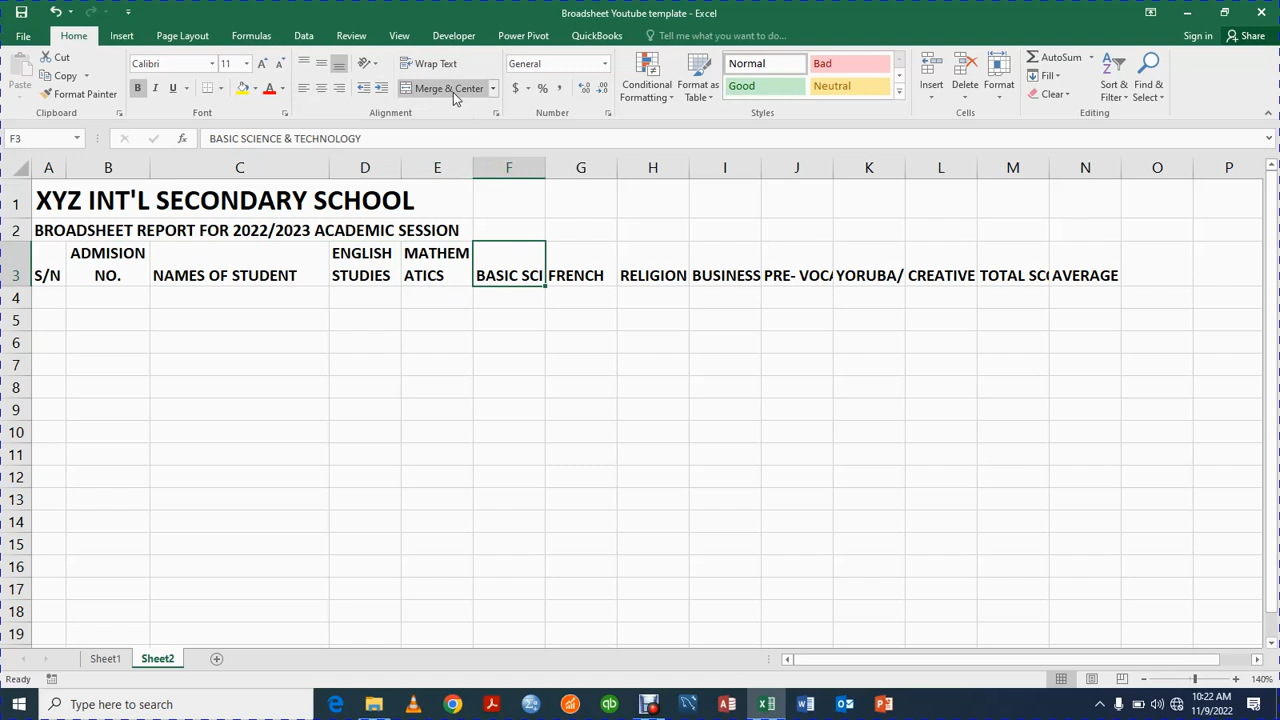 Broadsheet Youtube template - Excel
File Home Insert Page Layout Formulas Data Review View Developer Power Pivot QuickBooks Tell me what you want to do... Sign in Share
Paste Cut Calibri 11 Wrap Text General Conditional Formatting Format as Table Normal Bad Insert Delete Format AutoSum Sort & Filter Find & Select
Copy Fill
Format Painter B I U Merge & Center $ % , Good Neutral Clear
Clipboard Font Alignment Number Styles Cells Editing
F3 fx BASIC SCIENCE & TECHNOLOGY
A B C D E F G H I J K L M N O P
1 XYZ INT'L SECONDARY SCHOOL
2 BROADSHEET REPORT FOR 2022/2023 ACADEMIC SESSION
ADMISION ENGLISH MATHEM
3 S/N NO. NAMES OF STUDENT STUDIES ATICS BASIC SCI FRENCH RELIGION BUSINESS PRE- VOCA YORUBA/ CREATIVE TOTAL SCO AVERAGE
4
5
6
7
8
9
10
11
12
13
14
15
16
17
18
19
Sheet1 Sheet2
Ready 140%
Type here to search 10:22 AM
11/9/2022